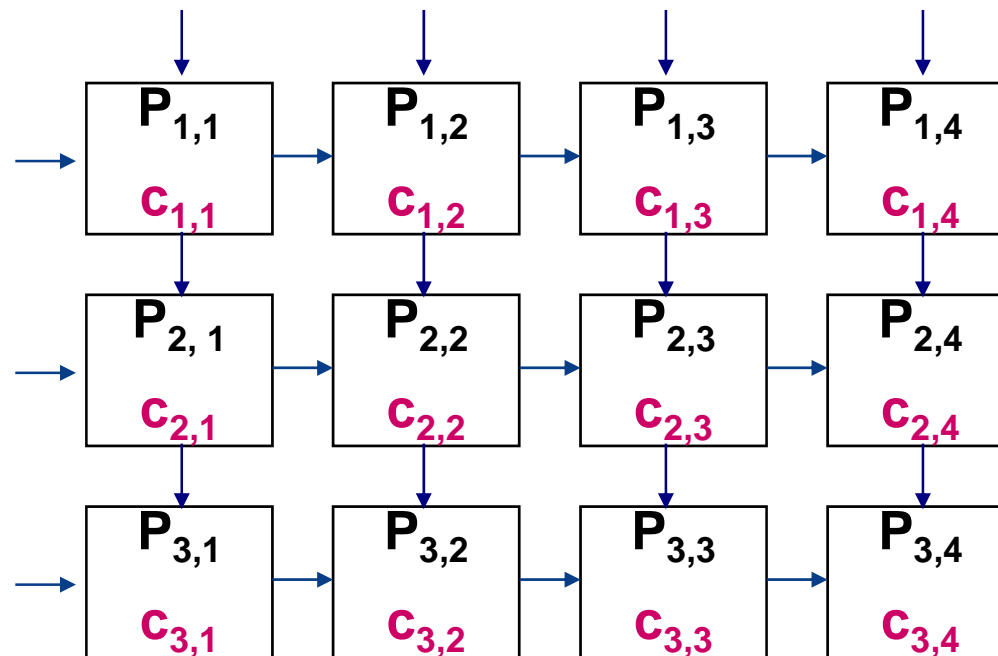 P1,1 P1,2 P1,3 P1,4
c1,1 c1,2 c1,3 c1,4
P2, 1 P2,2 P2,3 P2,4
c2,1 c2,2 c2,3 c2,4
P3,1 P3,2 P3,3 P3,4
c3,1 c3,2 c3,3 c3,4